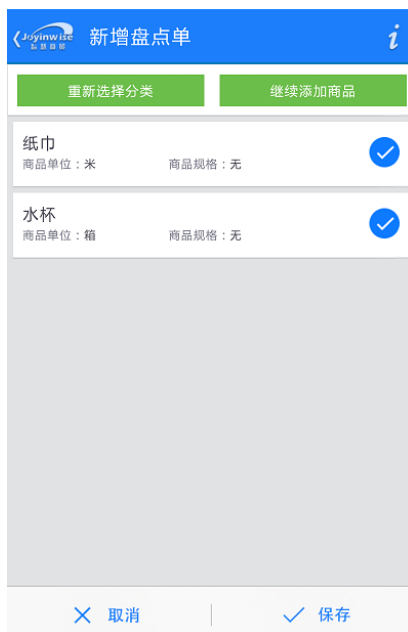 Joyinwise
新增盘点单
i
重新选择分类
继续添加商品
纸巾
商品单位：米 商品规格：无
水杯
商品单位：箱 商品规格：无
取消
保存